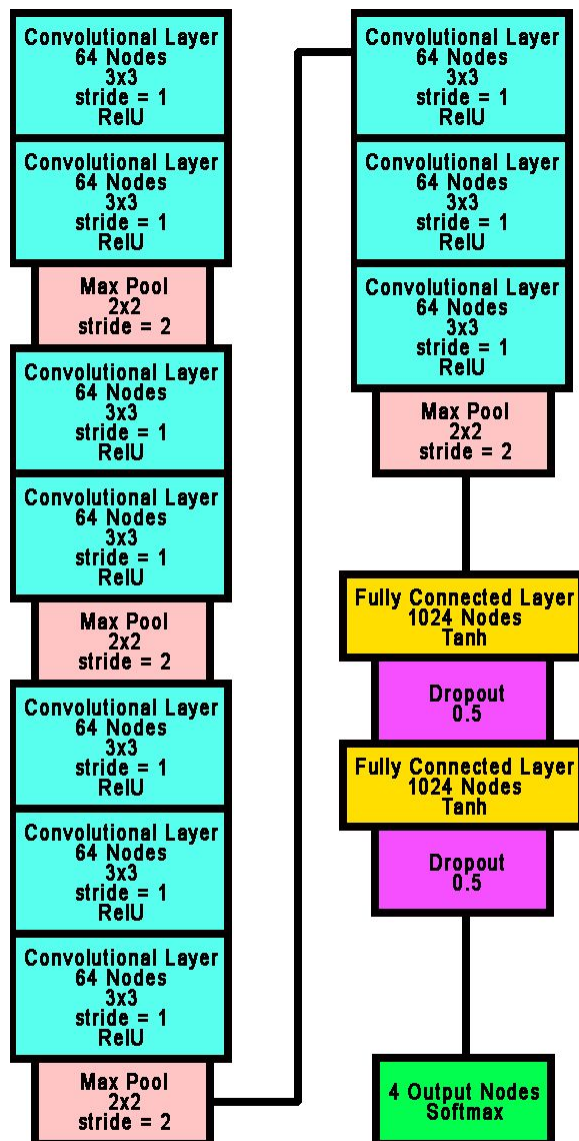 Convolutional Layer
64 Nodes
3x3
stride = 1
RelU
Convolutional Layer
64 Nodes
3x3
stride = 1
RelU
Max Pool
2x2
stride = 2
Convolutional Layer
64 Nodes
3x3
stride = 1
RelU
Convolutional Layer
64 Nodes
3x3
stride = 1
RelU
Max Pool
2x2
stride = 2
Convolutional Layer
64 Nodes
3x3
stride = 1
RelU
Convolutional Layer
64 Nodes
3x3
stride = 1
RelU
Convolutional Layer
64 Nodes
3x3
stride = 1
RelU
Max Pool
2x2
stride = 2
Convolutional Layer
64 Nodes
3x3
stride = 1
RelU
Convolutional Layer
64 Nodes
3x3
stride = 1
RelU
Convolutional Layer
64 Nodes
3x3
stride = 1
RelU
Max Pool
2x2
stride = 2
Fully Connected Layer
1024 Nodes
Tanh
Dropout
0.5
Fully Connected Layer
1024 Nodes
Tanh
Dropout
0.5
4 Output Nodes
Softmax